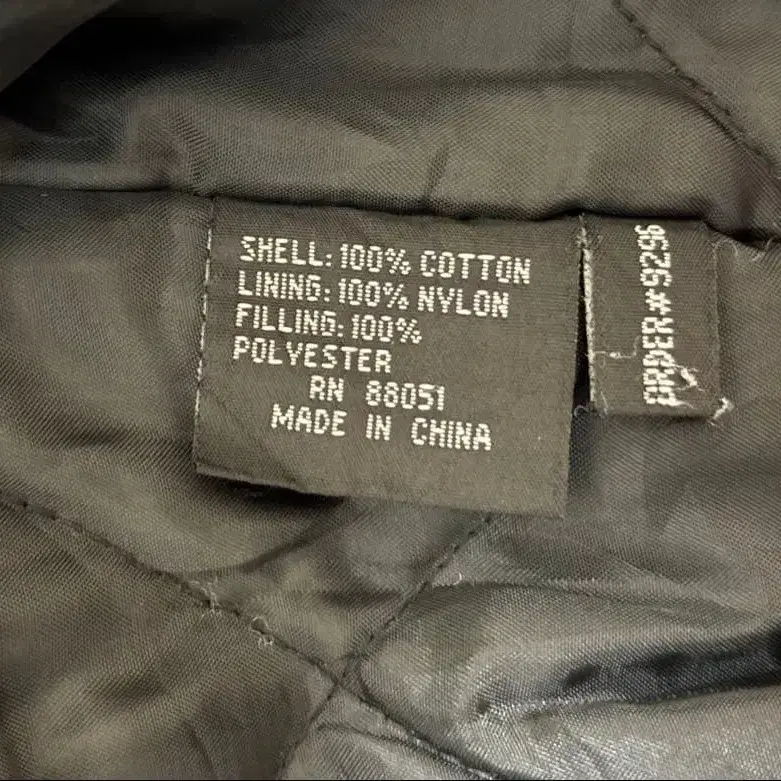 SHELL: 100% COTTON
LINING: 100% NYLON
FILLING: 100%
POLYESTER
RN 88051
MADE IN CHINA
ORDER#9296